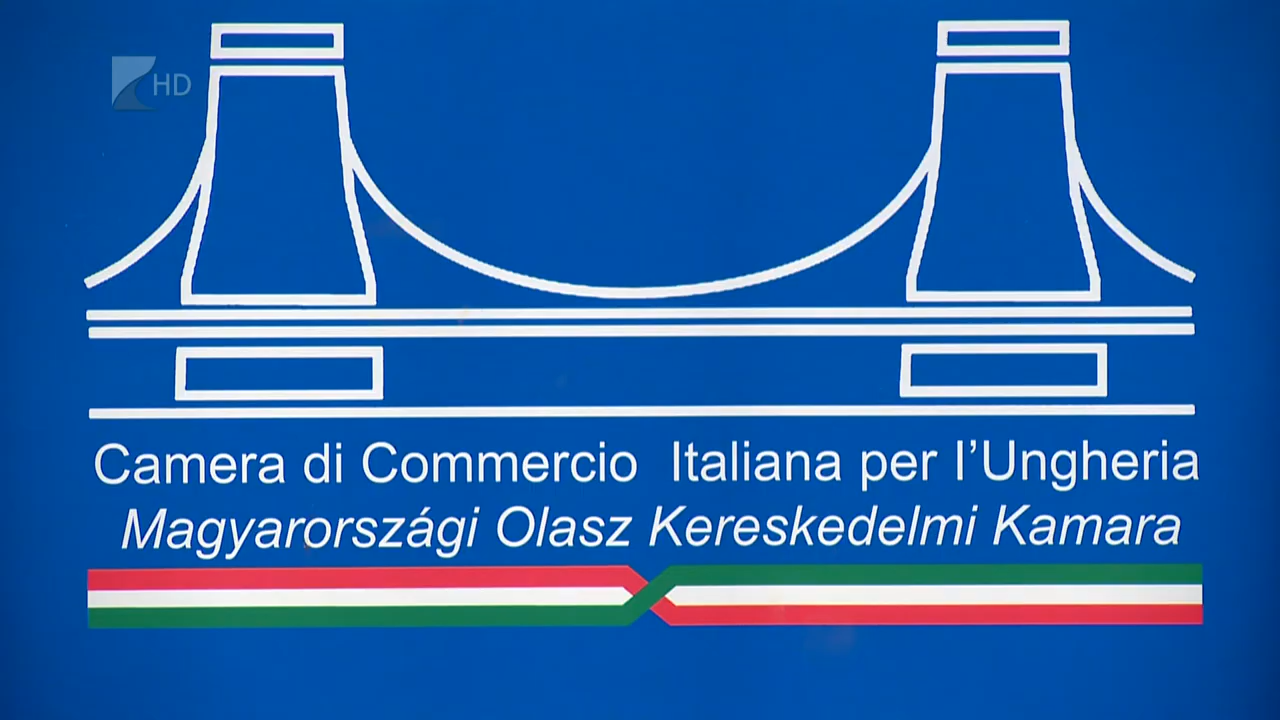 HD
Camera di Commercio Italiana per l'Ungheria
Magyarországi Olasz Kereskedelmi Kamara